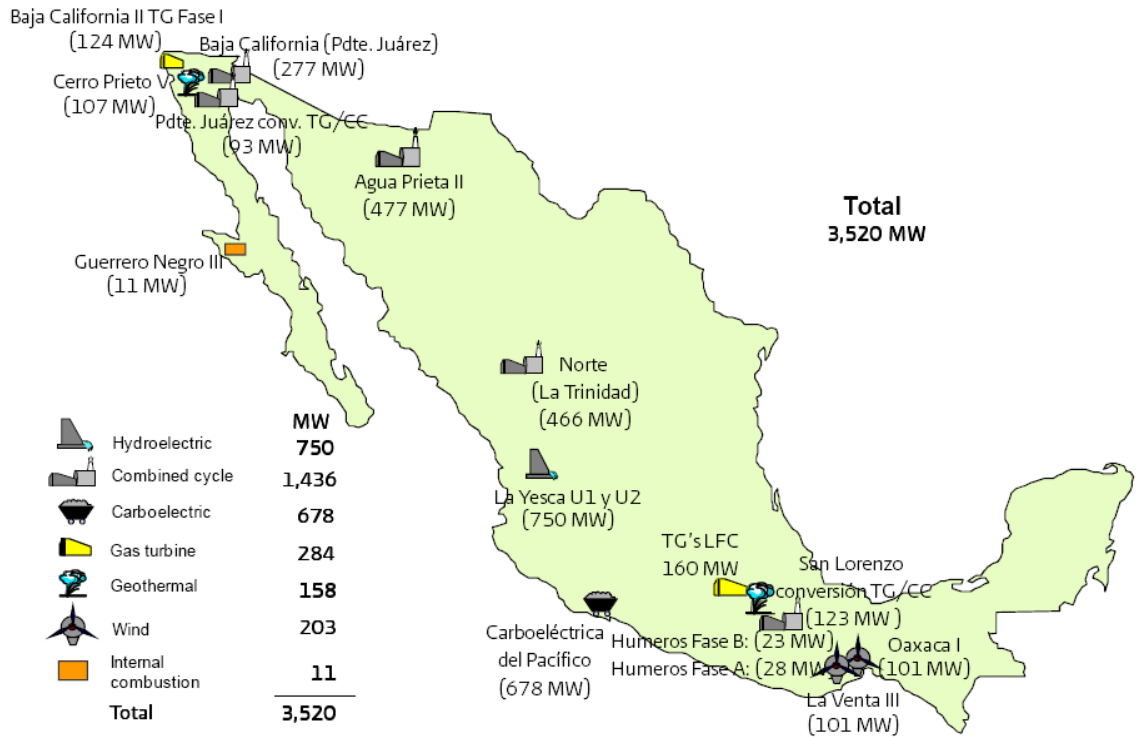 Baja California II TG Fase I
(124 MW)
Baja California (Pdte. Juárez)
(277 MW)
Cerro Prieto V
(107 MW)
Pdte. Juárez conv. TG/CC
(93 MW)
Agua Prieta II
(477 MW)
Total
3,520 MW
Guerrero Negro III
(11 MW)
Norte
(La Trinidad)
(466 MW)
La Yesca U1 y U2
(750 MW)
TG's LFC
160 MW
San Lorenzo
conversión TG/CC
(123 MW)
Humeros Fase B: (23 MW)
Humeros Fase A: (28 MW)
Oaxaca I
(101 MW)
La Venta III
(101 MW)
Carboeléctrica
del Pacífico
(678 MW)
MW
Hydroelectric 750
Combined cycle 1,436
Carboelectric 678
Gas turbine 284
Geothermal 158
Wind 203
Internal
combustion 11
Total 3,520